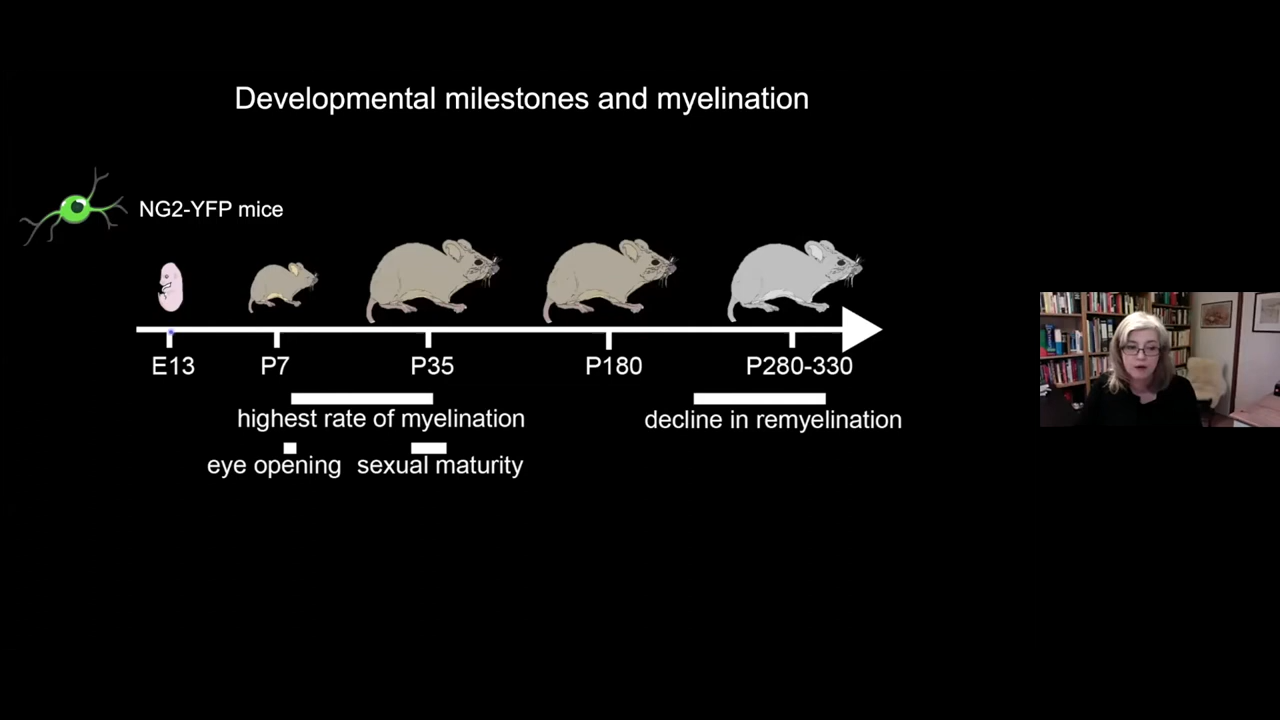 Developmental milestones and myelination
NG2-YFP mice
E13
P7
P35
P180
P280-330
highest rate of myelination
decline in remyelination
eye opening
sexual maturity